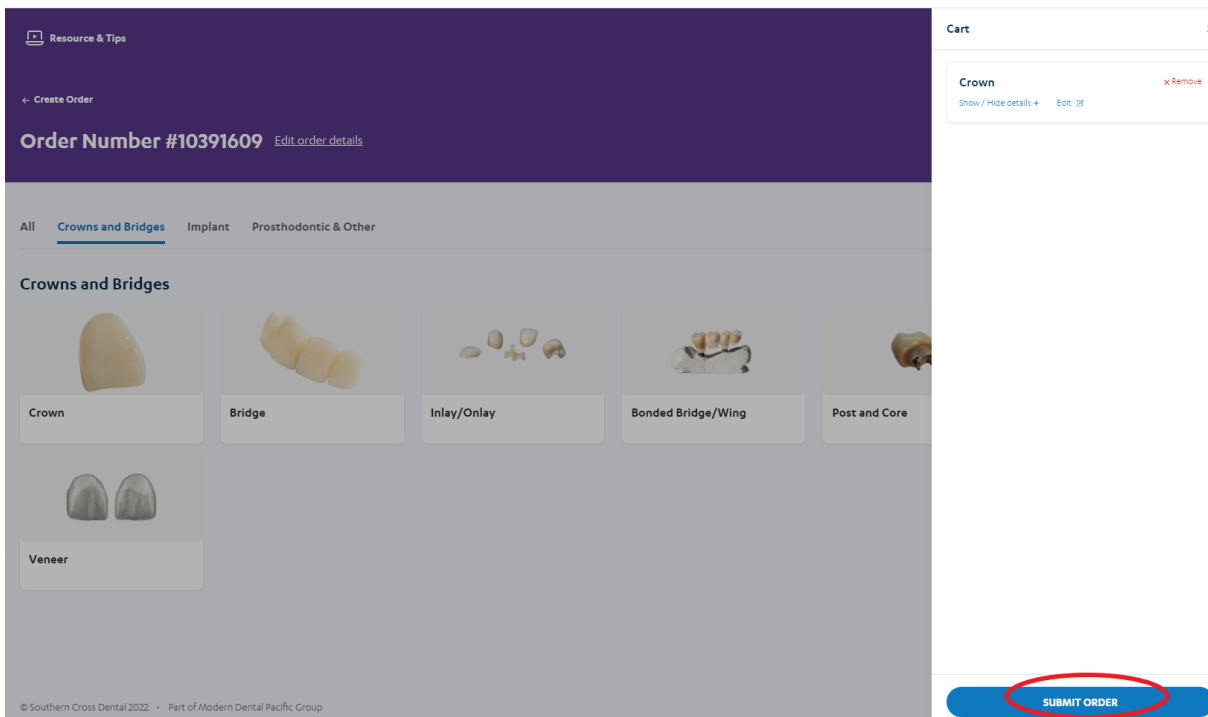 Resource & Tips
← Create Order
Order Number #10391609 Edit order details
All Crowns and Bridges Implant Prosthodontic & Other
Crowns and Bridges
Crown Bridge Inlay/Onlay Bonded Bridge/Wing Post and Core
Veneer
© Southern Cross Dental 2022 • Part of Modern Dental Pacific Group
Cart
Crown × Remove
Show / Hide details + Edit
SUBMIT ORDER